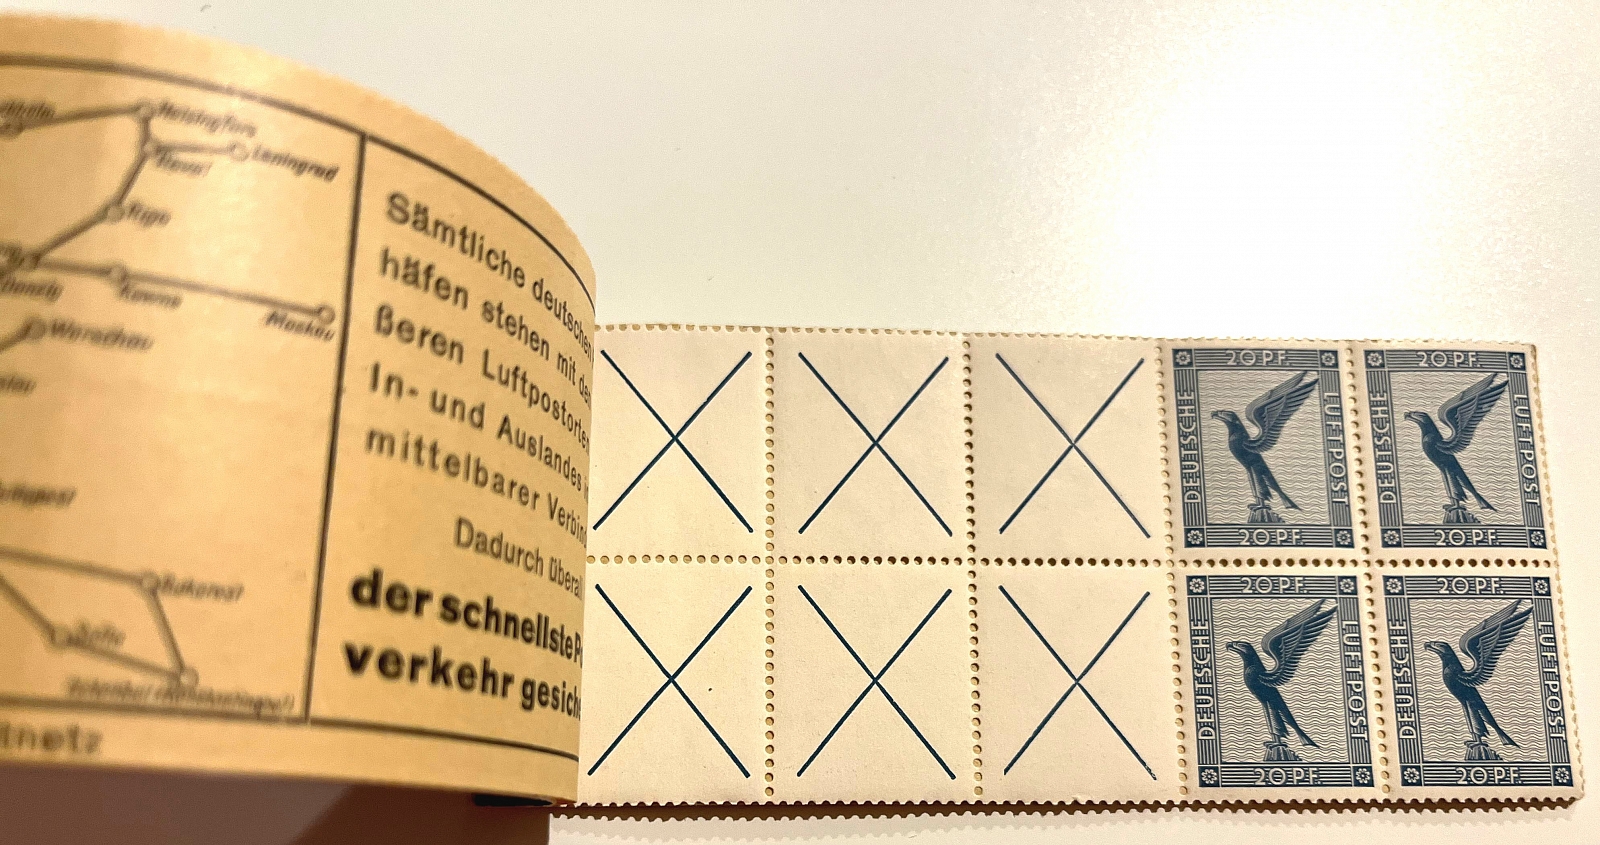 Helsingfors
Leningrad
Reval
Riga
Danzig
Kowno
Moskau
Warschau
Bukarest
Sofia
Sämtliche deutschen
häfen stehen mit den
ßeren Luftpostorten
In- und Auslandes
mittelbarer Verbin
Dadurch überall
der schnellste P
verkehr gesich
20 PF.
DEUTSCHE
LUFTPOST
20 PF.
20 PF.
DEUTSCHE
LUFTPOST
20 PF.
20 PF.
DEUTSCHE
LUFTPOST
20 PF.
20 PF.
DEUTSCHE
LUFTPOST
20 PF.